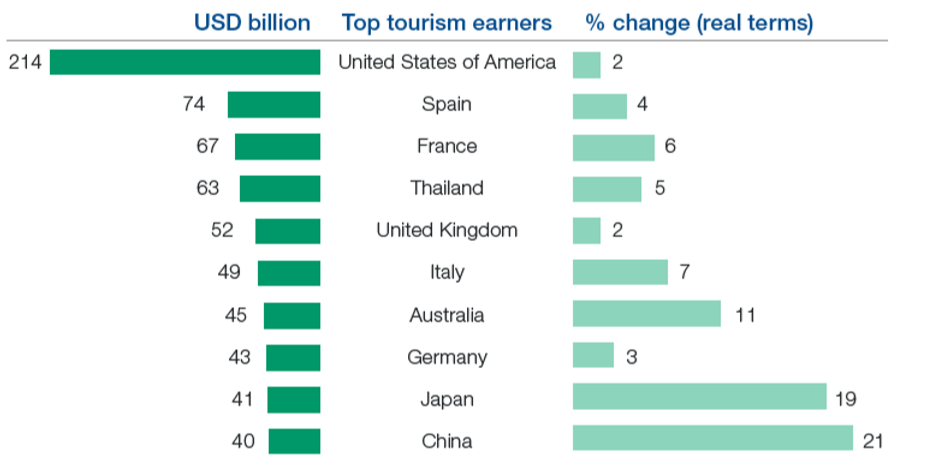 USD billion Top tourism earners % change (real terms)
214 United States of America 2
74 Spain 4
67 France 6
63 Thailand 5
52 United Kingdom 2
49 Italy 7
45 Australia 11
43 Germany 3
41 Japan 19
40 China 21